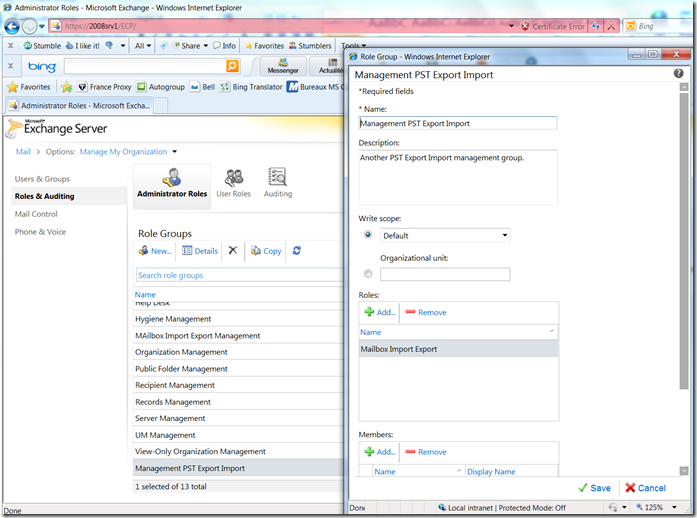 Administrator Roles - Microsoft Exchange - Windows Internet Explorer
https://2008srv1/ECP/
Certificate Error
Bing
x
Stumble
I like it!
All
Share
Info
Favorites
Stumblers
Tools
x
bing
Messenger
Actualité
Favorites
France Proxy
Autogroup
Bell
Bing Translator
Bureaux MS
Administrator Roles - Microsoft Excha...
Microsoft
Exchange Server
Mail > Options: Manage My Organization
Users & Groups
Roles & Auditing
Mail Control
Phone & Voice
Administrator Roles
User Roles
Auditing
Role Groups
New...
Details
Copy
Search role groups
Name
Help Desk
Hygiene Management
MAilbox Import Export Management
Organization Management
Public Folder Management
Recipient Management
Records Management
Server Management
UM Management
View-Only Organization Management
Management PST Export Import
1 selected of 13 total
Done
Role Group - Windows Internet Explorer
Management PST Export Import
?
*Required fields
* Name:
Management PST Export Import
Description:
Another PST Export Import management group.
Write scope:
Default
Organizational unit:
Roles:
Add...
Remove
Name
Mailbox Import Export
Members:
Add...
Remove
Name
Display Name
Save
Cancel
Done
Local intranet | Protected Mode: Off
125%